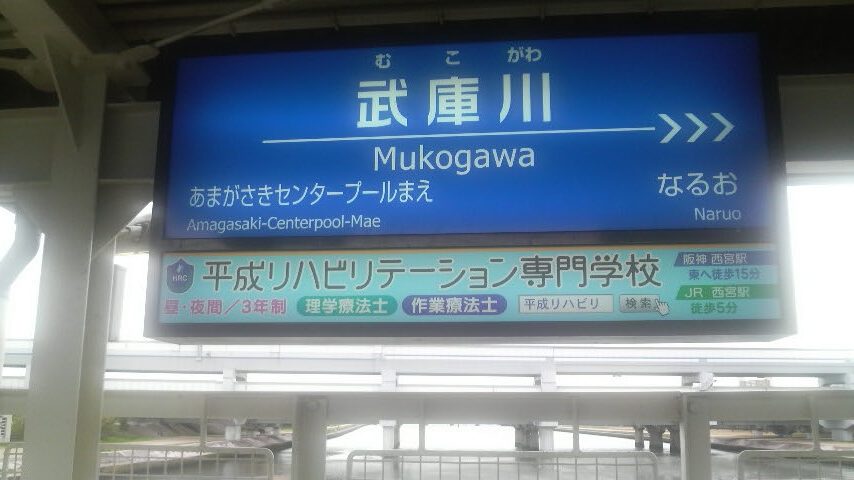 むこがわ
武庫川
Mukogawa
あまがさきセンタープールまえ
Amagasaki-Centerpool-Mae
なるお
Naruo
HRC
平成リハビリテーション専門学校
昼・夜間/3年制 理学療法士 作業療法士 平成リハビリ 検索
阪神 西宮駅
東へ徒歩15分
JR 西宮駅
徒歩5分